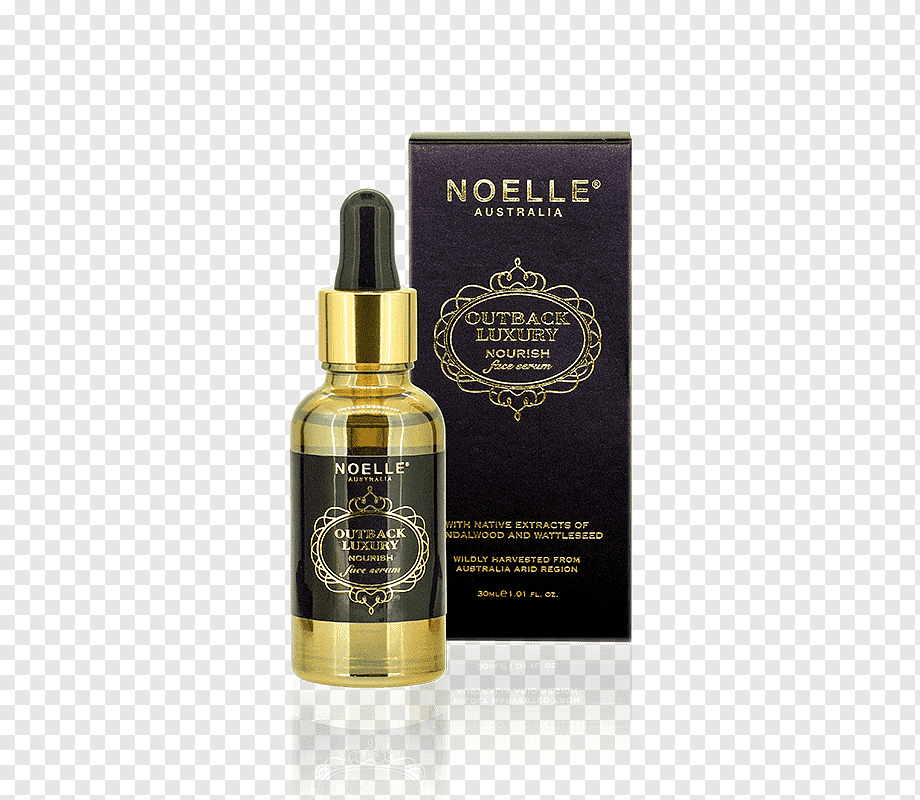 NOELLE®
AUSTRALIA
OUTBACK
LUXURY
NOURISH
face serum
WITH NATIVE EXTRACTS OF
NDALWOOD AND WATTLESEED
WILDLY HARVESTED FROM
AUSTRALIA ARID REGION
30ML℮1.01 FL. OZ.
NOELLE®
AUSTRALIA
OUTBACK
LUXURY
NOURISH
face serum